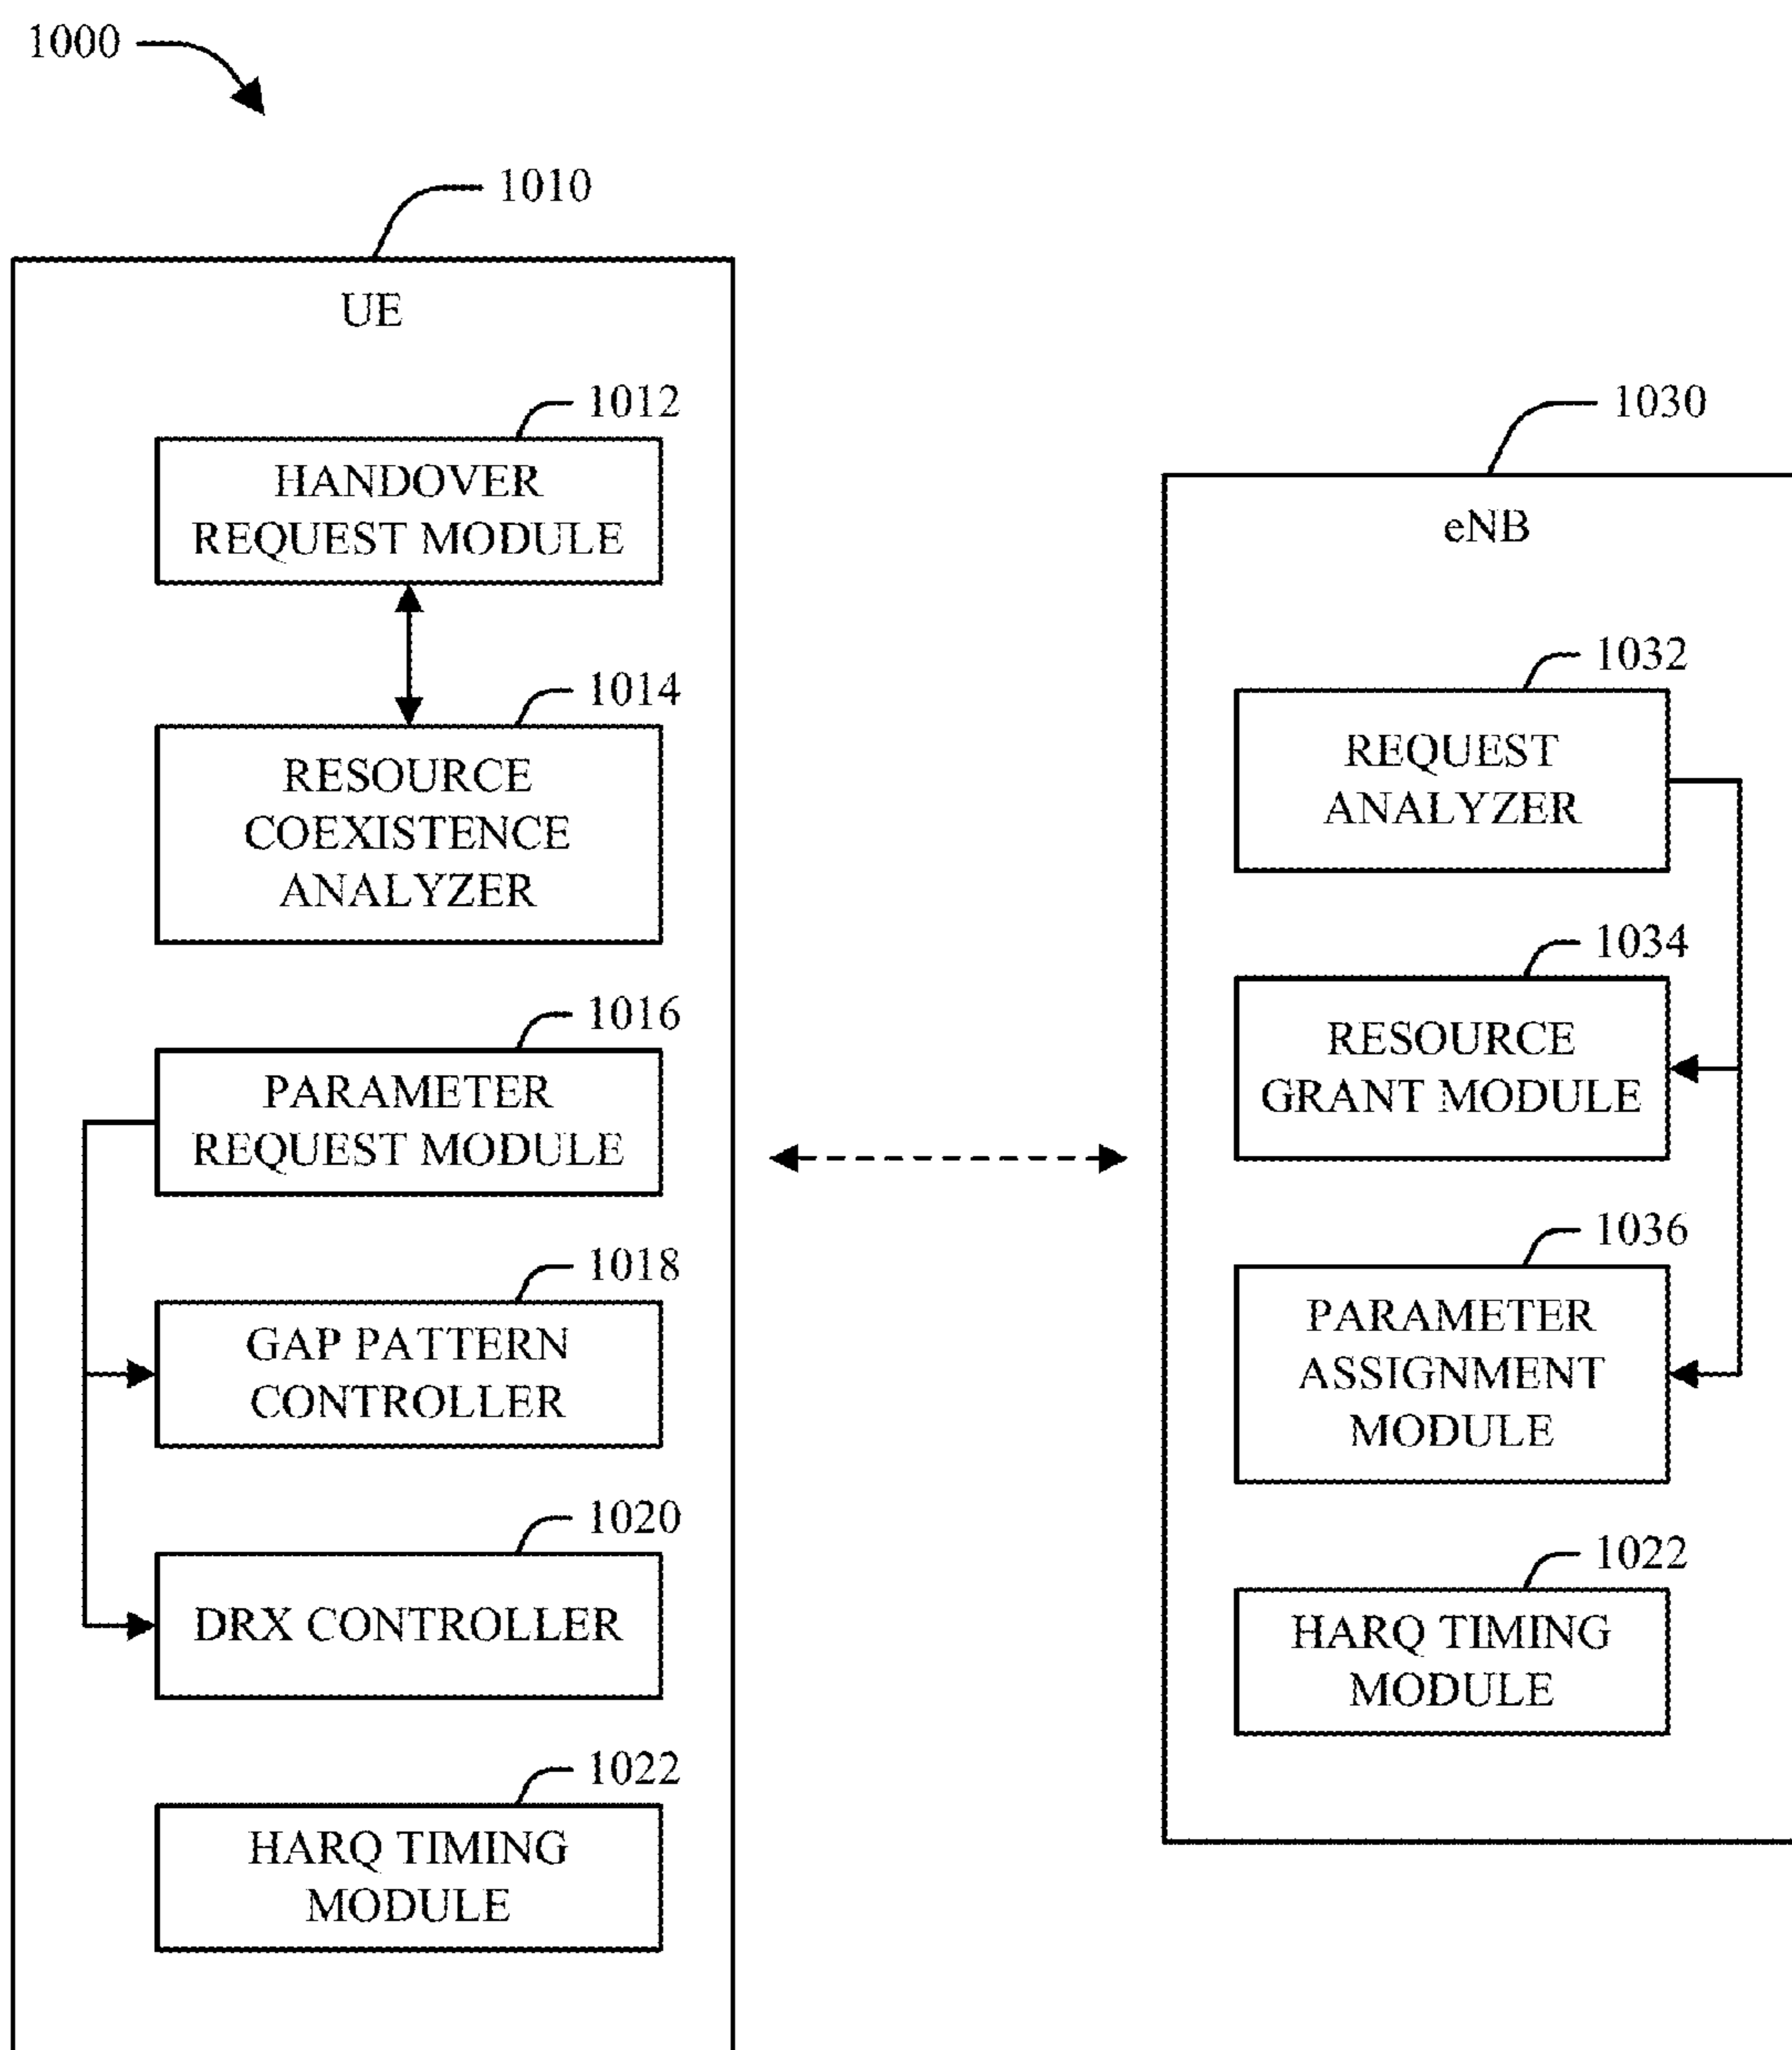 1000
1010
UE
1012
HANDOVER
REQUEST MODULE
1014
RESOURCE
COEXISTENCE
ANALYZER
1016
PARAMETER
REQUEST MODULE
1018
GAP PATTERN
CONTROLLER
1020
DRX CONTROLLER
1022
HARQ TIMING
MODULE
1030
eNB
1032
REQUEST
ANALYZER
1034
RESOURCE
GRANT MODULE
1036
PARAMETER
ASSIGNMENT
MODULE
1022
HARQ TIMING
MODULE